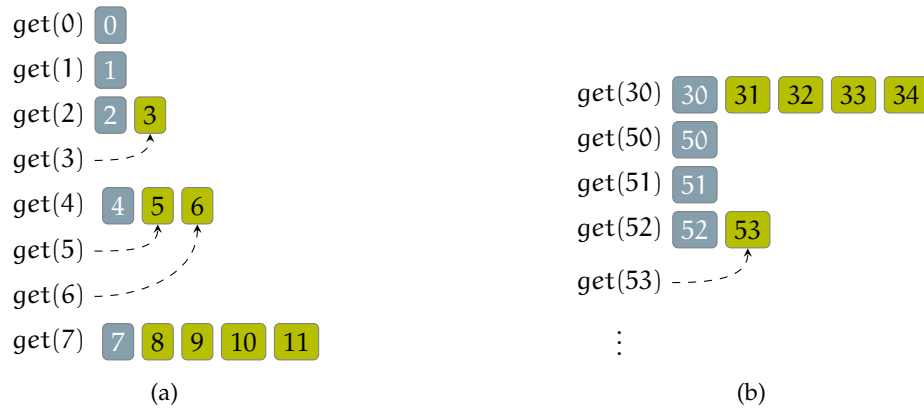 get(0) 0
get(1) 1
get(2) 2 3
get(3)
get(4) 4 5 6
get(5)
get(6)
get(7) 7 8 9 10 11
(a)
get(30) 30 31 32 33 34
get(50) 50
get(51) 51
get(52) 52 53
get(53)
⋮
(b)